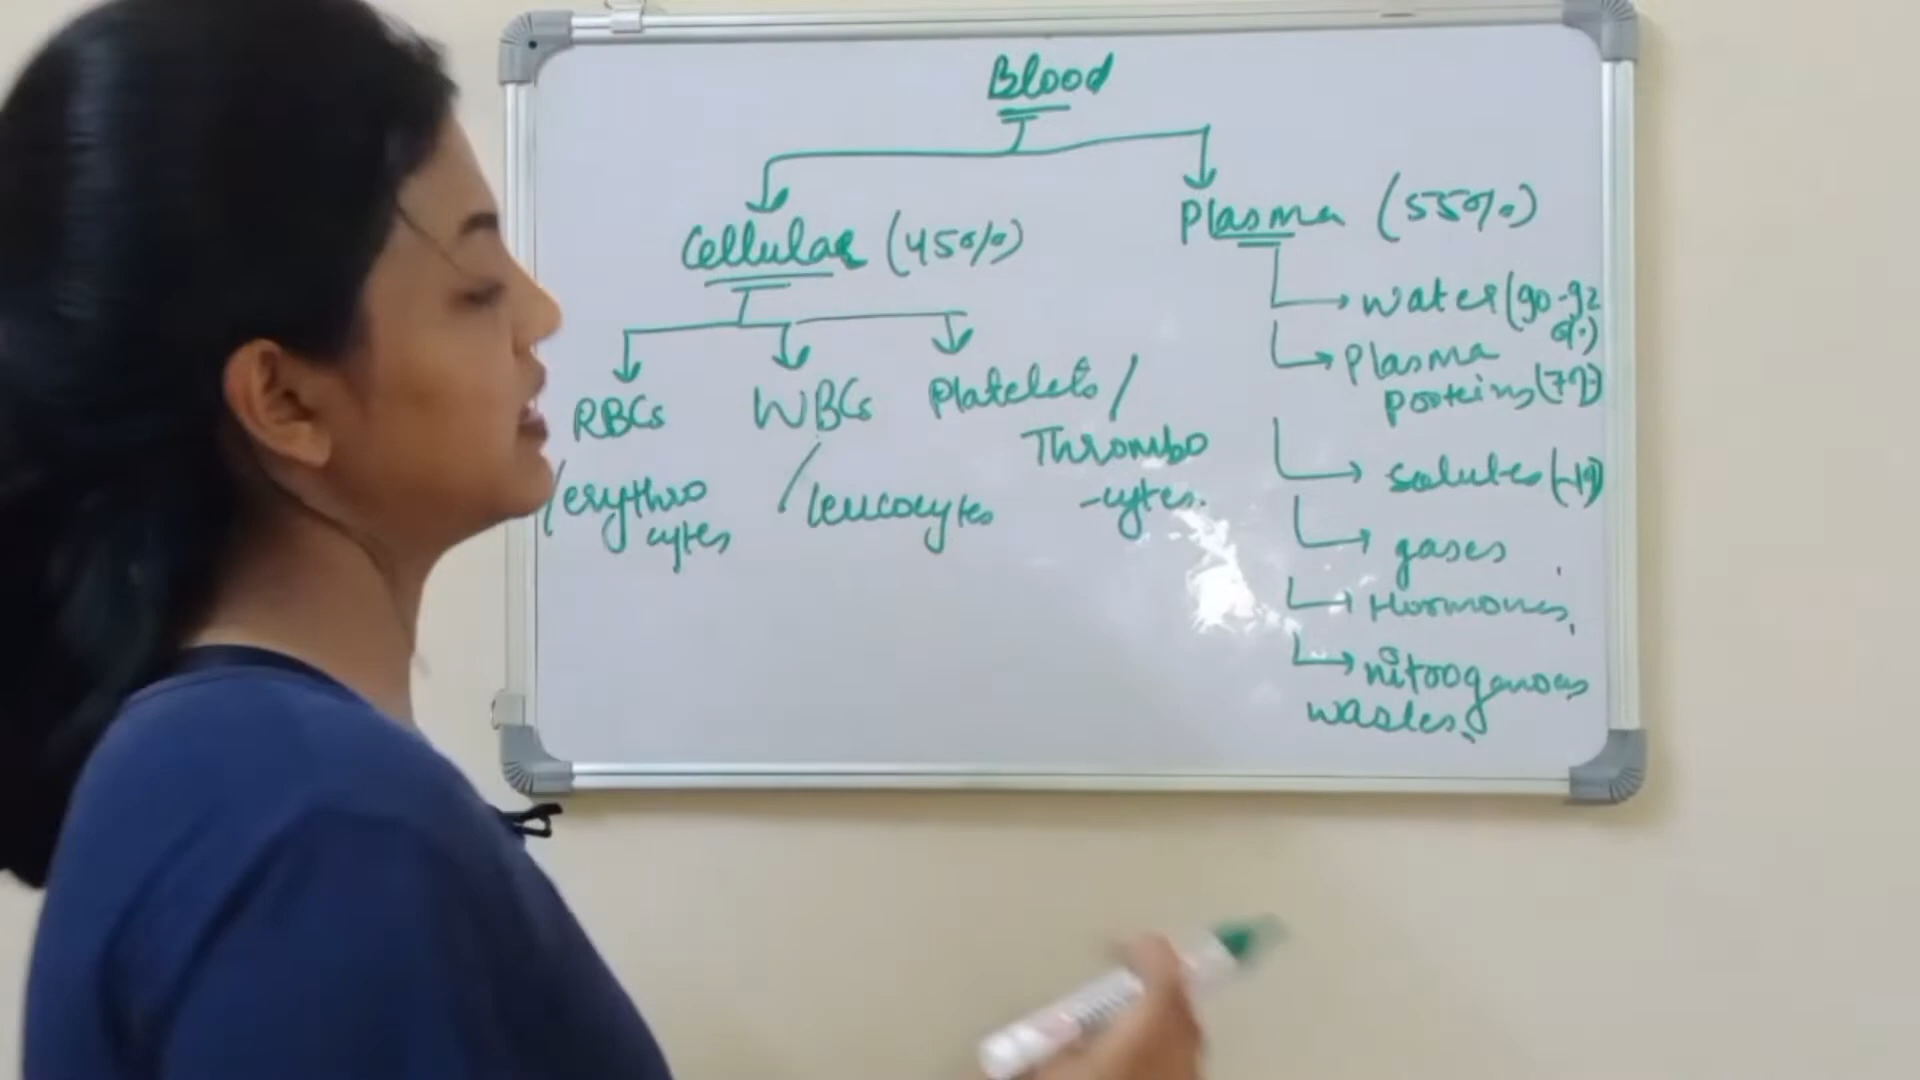 Blood
Cellular (45%)
Plasma (55%)
RBCs
/erythro
cytes
WBCs
/leucocytes
Platelets/
Thrombo
-cytes.
Water (90-92
%)
Plasma
proteins (7%)
solutes
gases
Hormones,
nitrogenous
wastes,